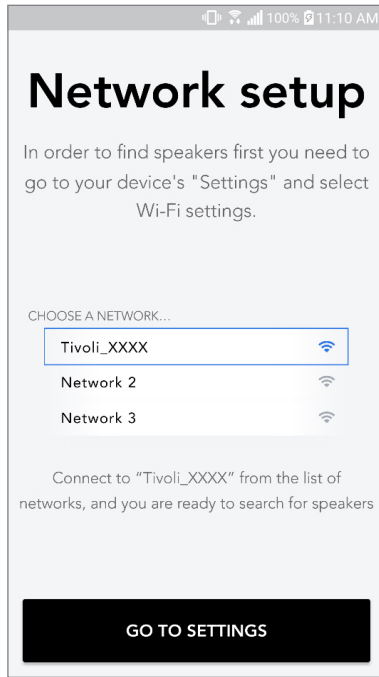 100% 11:10 AM
Network setup
In order to find speakers first you need to
go to your device's "Settings" and select
Wi-Fi settings.
CHOOSE A NETWORK...
Tivoli_XXXX
Network 2
Network 3
Connect to “Tivoli_XXXX” from the list of
networks, and you are ready to search for speakers
GO TO SETTINGS